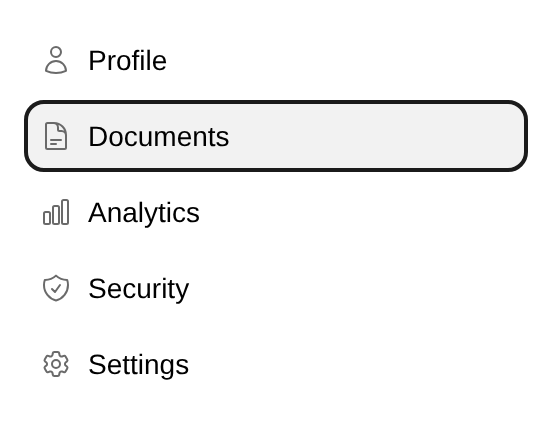 Profile
Documents
Analytics
Security
Settings